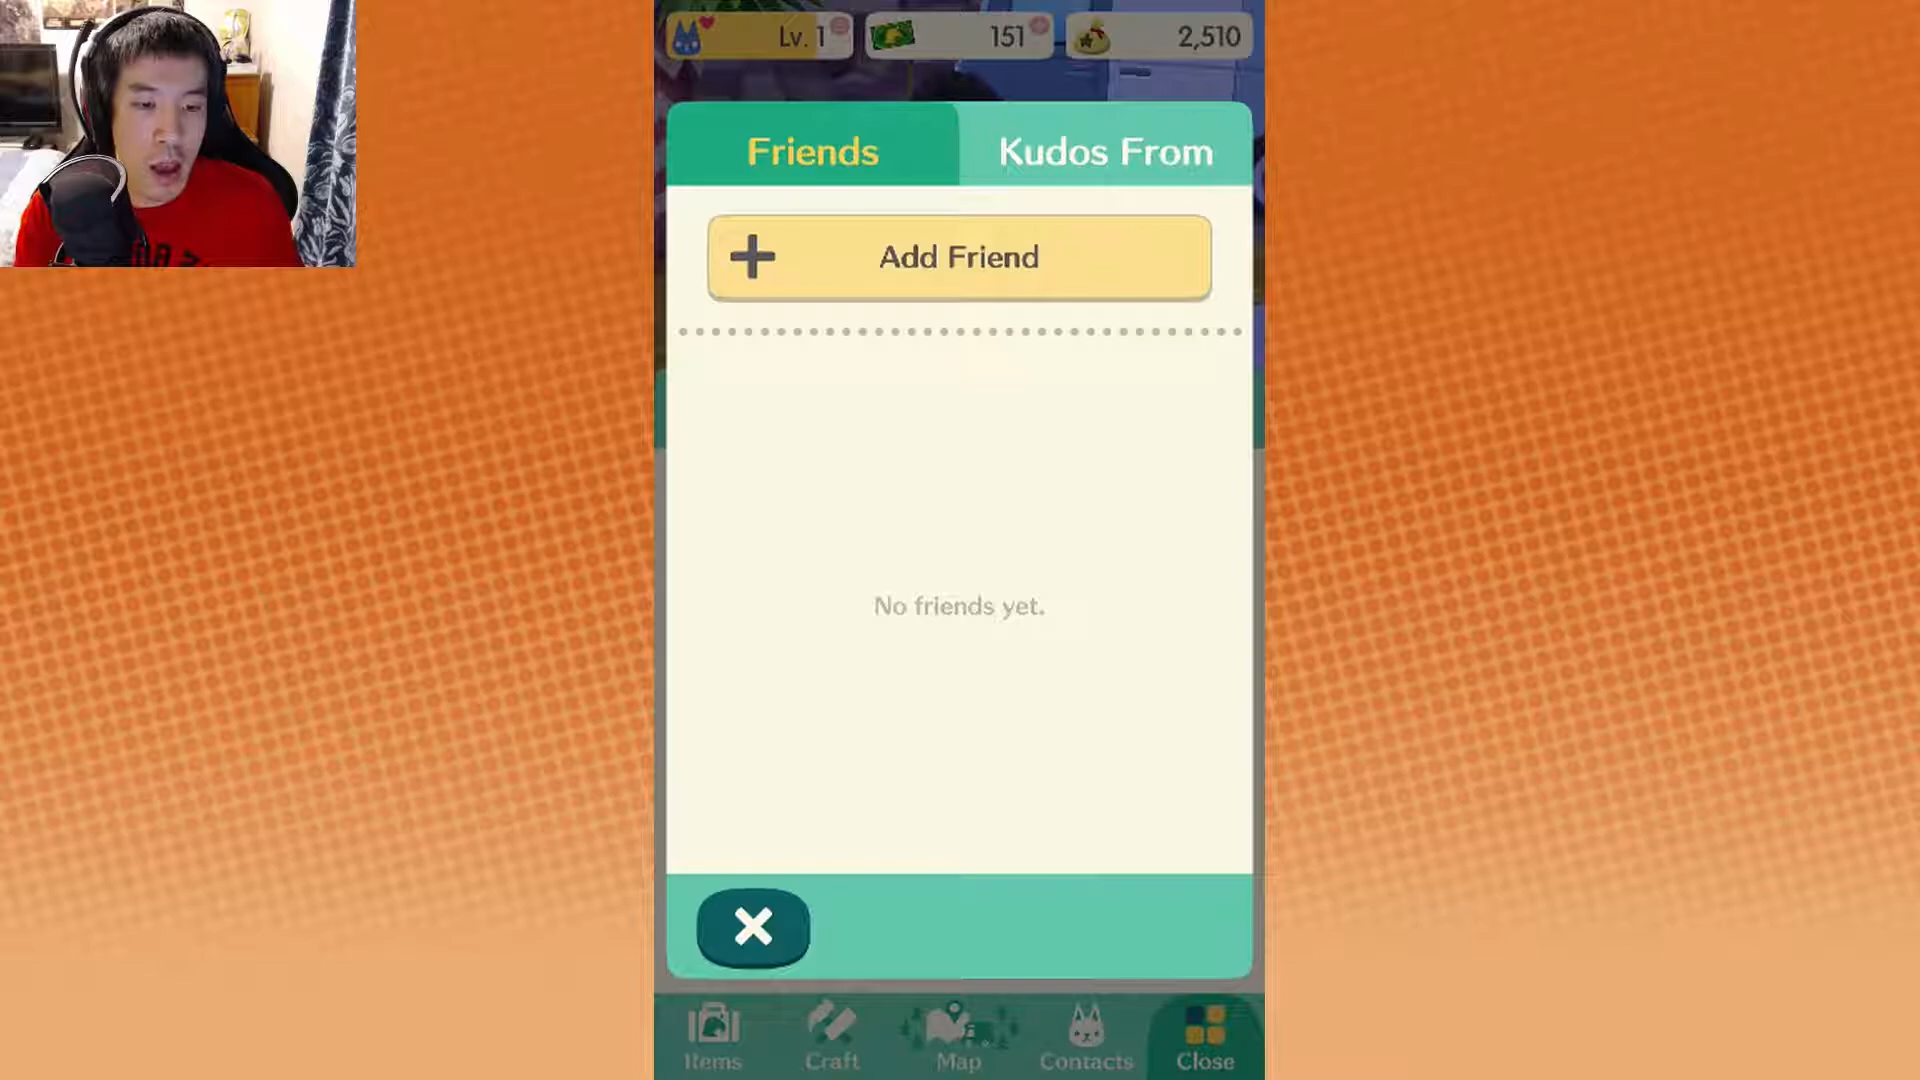 Lv. 1 151 2,510
Friends Kudos From
Add Friend
No friends yet.
Items Craft Map Contacts Close